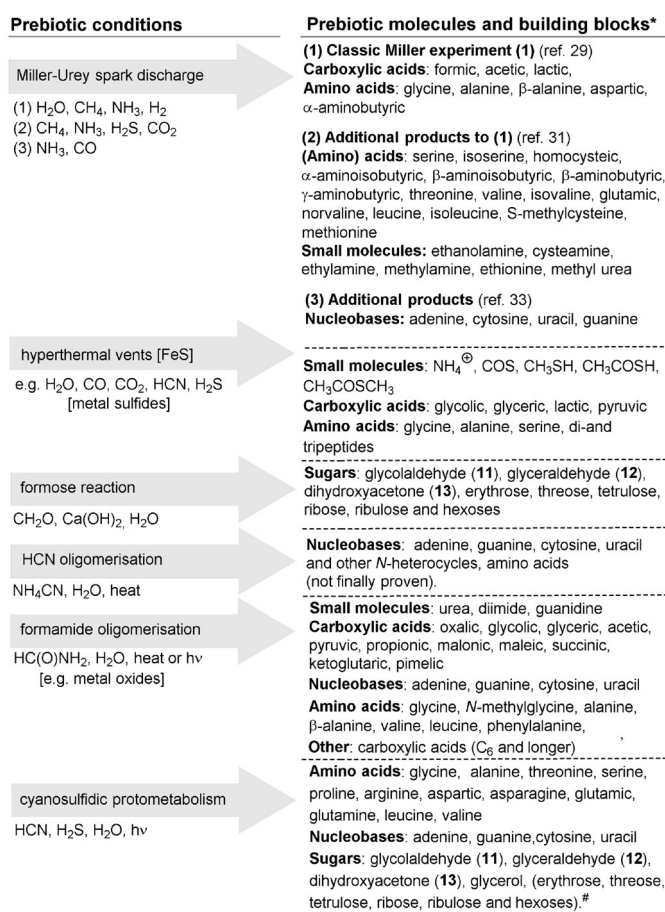 Prebiotic conditions
Prebiotic molecules and building blocks*
Miller-Urey spark discharge
(1) H₂O, CH₄, NH₃, H₂
(2) CH₄, NH₃, H₂S, CO₂
(3) NH₃, CO
(1) Classic Miller experiment (1) (ref. 29)
Carboxylic acids: formic, acetic, lactic,
Amino acids: glycine, alanine, β-alanine, aspartic,
α-aminobutyric
(2) Additional products to (1) (ref. 31)
(Amino) acids: serine, isoserine, homocysteic,
α-aminoisobutyric, β-aminoisobutyric, β-aminobutyric,
γ-aminobutyric, threonine, valine, isovaline, glutamic,
norvaline, leucine, isoleucine, S-methylcysteine,
methionine
Small molecules: ethanolamine, cysteamine,
ethylamine, methylamine, ethionine, methyl urea
(3) Additional products (ref. 33)
Nucleobases: adenine, cytosine, uracil, guanine
hyperthermal vents [FeS]
e.g. H₂O, CO, CO₂, HCN, H₂S
[metal sulfides]
Small molecules: NH₄⊕, COS, CH₃SH, CH₃COSH,
CH₃COSCH₃
Carboxylic acids: glycolic, glyceric, lactic, pyruvic
Amino acids: glycine, alanine, serine, di-and
tripeptides
formose reaction
CH₂O, Ca(OH)₂, H₂O
Sugars: glycolaldehyde (11), glyceraldehyde (12),
dihydroxyacetone (13), erythrose, threose, tetrulose,
ribose, ribulose and hexoses
HCN oligomerisation
NH₄CN, H₂O, heat
Nucleobases: adenine, guanine, cytosine, uracil
and other N-heterocycles, amino acids
(not finally proven).
formamide oligomerisation
HC(O)NH₂, H₂O, heat or hν
[e.g. metal oxides]
Small molecules: urea, diimide, guanidine
Carboxylic acids: oxalic, glycolic, glyceric, acetic,
pyruvic, propionic, malonic, maleic, succinic,
ketoglutaric, pimelic
Nucleobases: adenine, guanine, cytosine, uracil
Amino acids: glycine, N-methylglycine, alanine,
β-alanine, valine, leucine, phenylalanine,
Other: carboxylic acids (C₆ and longer) ,
cyanosulfidic protometabolism
HCN, H₂S, H₂O, hν
Amino acids: glycine, alanine, threonine, serine,
proline, arginine, aspartic, asparagine, glutamic,
glutamine, leucine, valine
Nucleobases: adenine, guanine,cytosine, uracil
Sugars: glycolaldehyde (11), glyceraldehyde (12),
dihydroxyacetone (13), glycerol, (erythrose, threose,
tetrulose, ribose, ribulose and hexoses).#